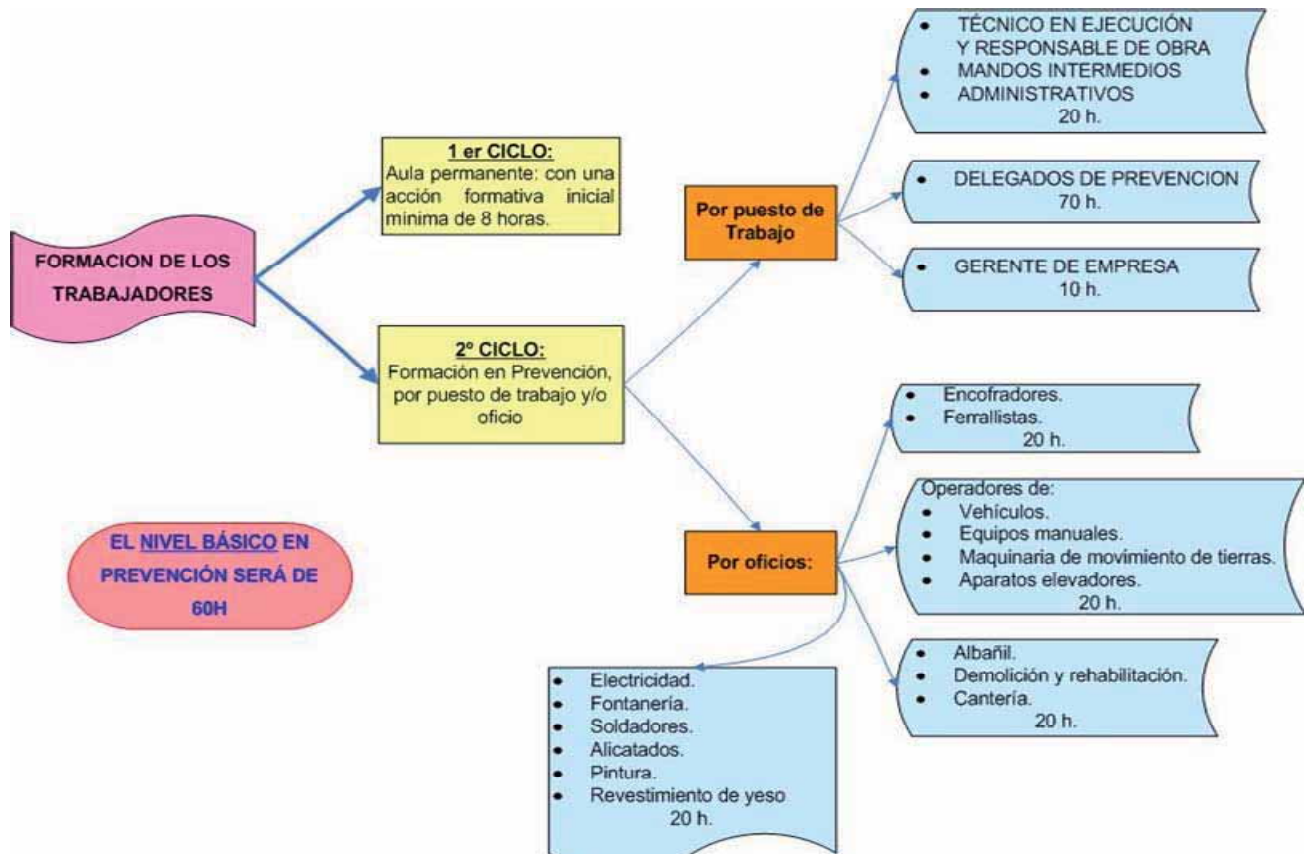 FORMACION DE LOS
TRABAJADORES
1 er CICLO:
Aula permanente: con una
acción formativa inicial
mínima de 8 horas.
2º CICLO:
Formación en Prevención,
por puesto de trabajo y/o
oficio
EL NIVEL BÁSICO EN
PREVENCIÓN SERÁ DE
60H
Por puesto de
Trabajo
• TÉCNICO EN EJECUCIÓN
Y RESPONSABLE DE OBRA
• MANDOS INTERMEDIOS
• ADMINISTRATIVOS
20 h.
• DELEGADOS DE PREVENCION
70 h.
• GERENTE DE EMPRESA
10 h.
Por oficios:
• Encofradores.
• Ferrallistas.
20 h.
Operadores de:
• Vehículos.
• Equipos manuales.
• Maquinaria de movimiento de tierras.
• Aparatos elevadores.
20 h.
• Albañil.
• Demolición y rehabilitación.
• Cantería.
20 h.
• Electricidad.
• Fontanería.
• Soldadores.
• Alicatados.
• Pintura.
• Revestimiento de yeso
20 h.